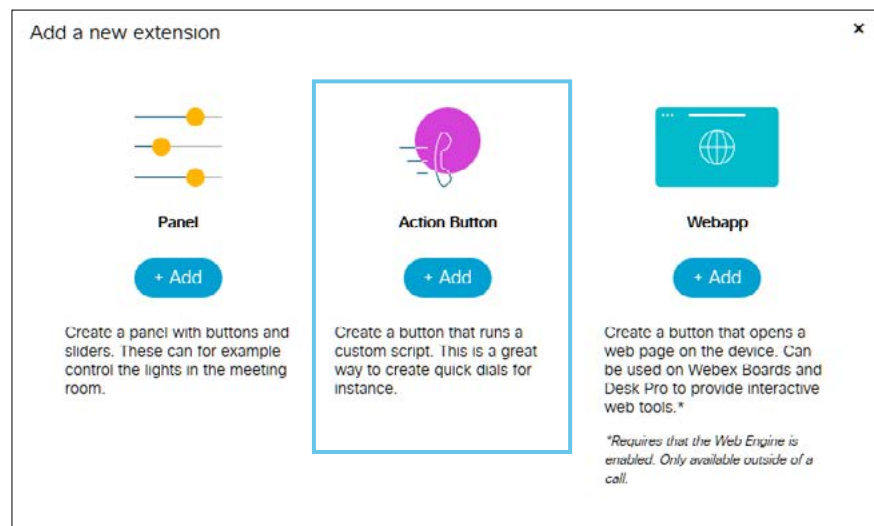 Add a new extension
x
Panel
+ Add
Create a panel with buttons and
sliders. These can for example
control the lights in the meeting
room.
Action Button
+ Add
Create a button that runs a
custom script. This is a great
way to create quick dials for
instance.
Webapp
+ Add
Create a button that opens a
web page on the device. Can
be used on Webex Boards and
Desk Pro to provide interactive
web tools.*
*Requires that the Web Engine is
enabled. Only available outside of a
call.